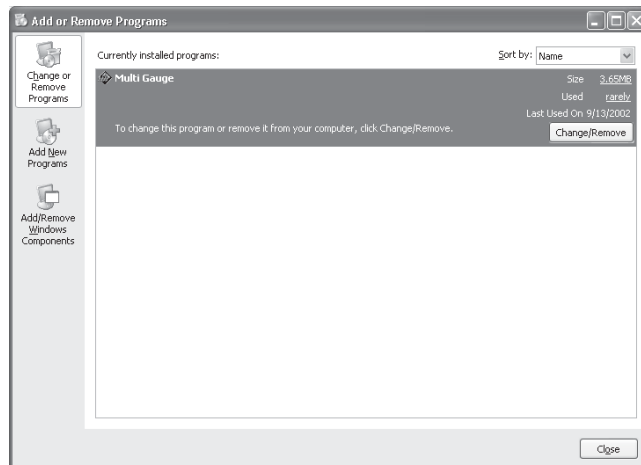 Add or Remove Programs
Change or
Remove
Programs
Add New
Programs
Add/Remove
Windows
Components
Currently installed programs:
Sort by: Name
Multi Gauge
Size 3.65MB
Used rarely
Last Used On 9/13/2002
To change this program or remove it from your computer, click Change/Remove.
Change/Remove
Close